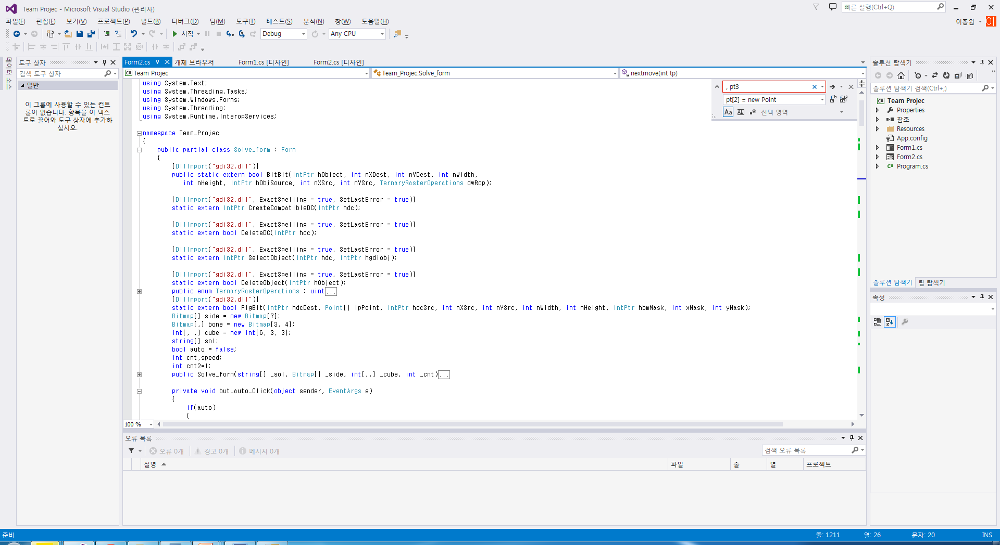 Team Projec - Microsoft Visual Studio (관리자)
빠른 실행(Ctrl+Q)
파일(F) 편집(E) 보기(V) 프로젝트(P) 빌드(B) 디버그(D) 팀(M) 도구(T) 테스트(S) 분석(N) 창(W) 도움말(H)
이종원
시작 Debug Any CPU
데이터 소스
도구 상자
검색 도구 상자
일반
이 그룹에 사용할 수 있는 컨트
롤이 없습니다. 항목을 이 텍스
트로 끌어와 도구 상자에 추가하
십시오.
Form2.cs 개체 브라우저 Form1.cs [디자인] Form2.cs [디자인]
Team Projec Team_Projec.Solve_form nextmove(int tp)
, pt3
pt[2] = new Point
선택 영역
using System.Text;
using System.Threading.Tasks;
using System.Windows.Forms;
using System.Threading;
using System.Runtime.InteropServices;
namespace Team_Projec
{
public partial class Solve_form : Form
{
[DllImport("gdi32.dll")]
public static extern bool BitBlt(IntPtr hObject, int nXDest, int nYDest, int nWidth,
int nHeight, IntPtr hObjSource, int nXSrc, int nYSrc, TernaryRasterOperations dwRop);
[DllImport("gdi32.dll", ExactSpelling = true, SetLastError = true)]
static extern IntPtr CreateCompatibleDC(IntPtr hdc);
[DllImport("gdi32.dll", ExactSpelling = true, SetLastError = true)]
static extern bool DeleteDC(IntPtr hdc);
[DllImport("gdi32.dll", ExactSpelling = true, SetLastError = true)]
static extern IntPtr SelectObject(IntPtr hdc, IntPtr hgdiobj);
[DllImport("gdi32.dll", ExactSpelling = true, SetLastError = true)]
static extern bool DeleteObject(IntPtr hObject);
public enum TernaryRasterOperations : uint...
[DllImport("gdi32.dll")]
static extern bool PlgBlt(IntPtr hdcDest, Point[] lpPoint, IntPtr hdcSrc, int nXSrc, int nYSrc, int nWidth, int nHeight, IntPtr hbmMask, int xMask, int yMask);
Bitmap[] side = new Bitmap[7];
Bitmap[,] bone = new Bitmap[3, 4];
int[, ,] cube = new int[6, 3, 3];
string[] sol;
bool auto = false;
int cnt,speed;
int cnt2=1;
public Solve_form(string[] _sol, Bitmap[] _side, int[,,] _cube, int _cnt)...
private void but_auto_Click(object sender, EventArgs e)
{
if(auto)
{
100 %
오류 목록
오류 0개 경고 0개 메시지 0개
검색 오류 목록
설명 파일 줄 열 프로젝트
솔루션 탐색기
솔루션 탐색기 검색(Ctrl+;)
Team Projec
Properties
참조
Resources
App.config
Form1.cs
Form2.cs
Program.cs
솔루션 탐색기 팀 탐색기
속성
준비
줄: 1211 열: 26 문자: 20 INS